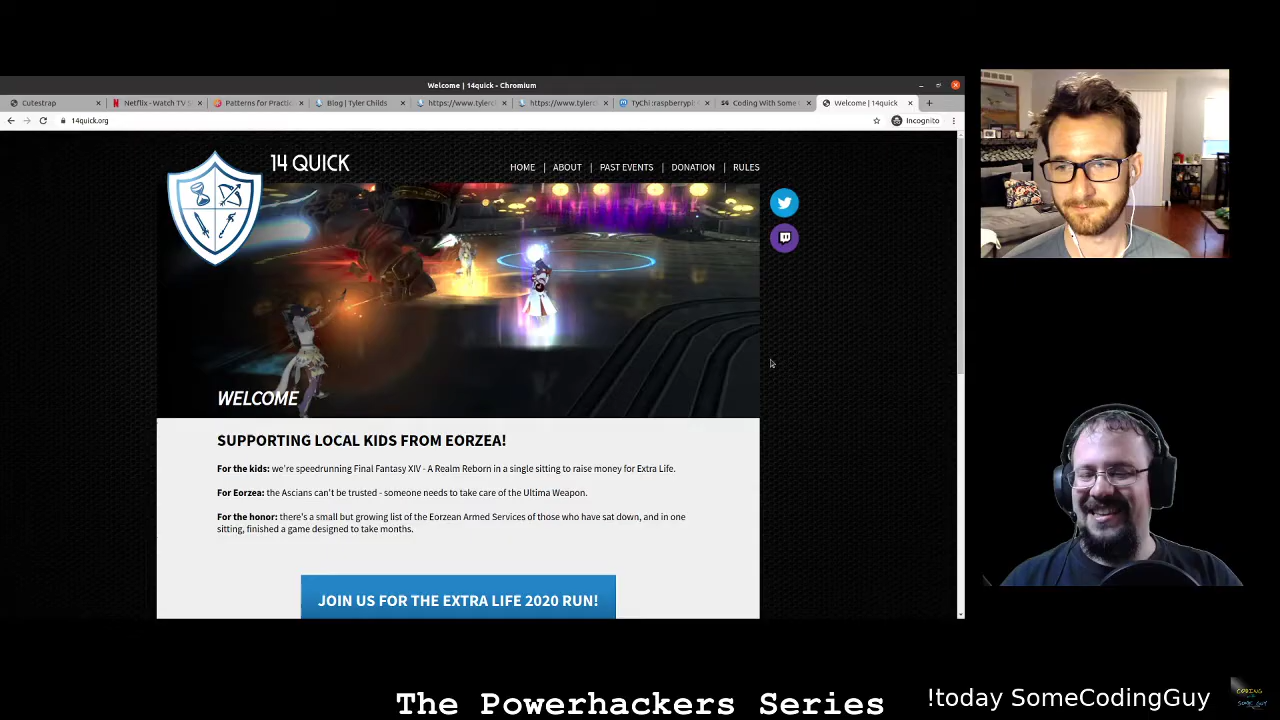 Welcome | 14quick - Chromium
Cutestrap
Netflix - Watch TV S
Patterns for Practic
Blog | Tyler Childs
https://www.tylerc
https://www.tylerc
TyChi:raspberrypi:
Coding With Some
Welcome | 14quick
14quick.org
Incognito
14 QUICK
HOME | ABOUT | PAST EVENTS | DONATION | RULES
WELCOME
SUPPORTING LOCAL KIDS FROM EORZEA!
For the kids: we're speedrunning Final Fantasy XIV - A Realm Reborn in a single sitting to raise money for Extra Life.
For Eorzea: the Ascians can't be trusted - someone needs to take care of the Ultima Weapon.
For the honor: there's a small but growing list of the Eorzean Armed Services of those who have sat down, and in one
sitting, finished a game designed to take months.
JOIN US FOR THE EXTRA LIFE 2020 RUN!
The Powerhackers Series
!today SomeCodingGuy
CODING
SOME GUY